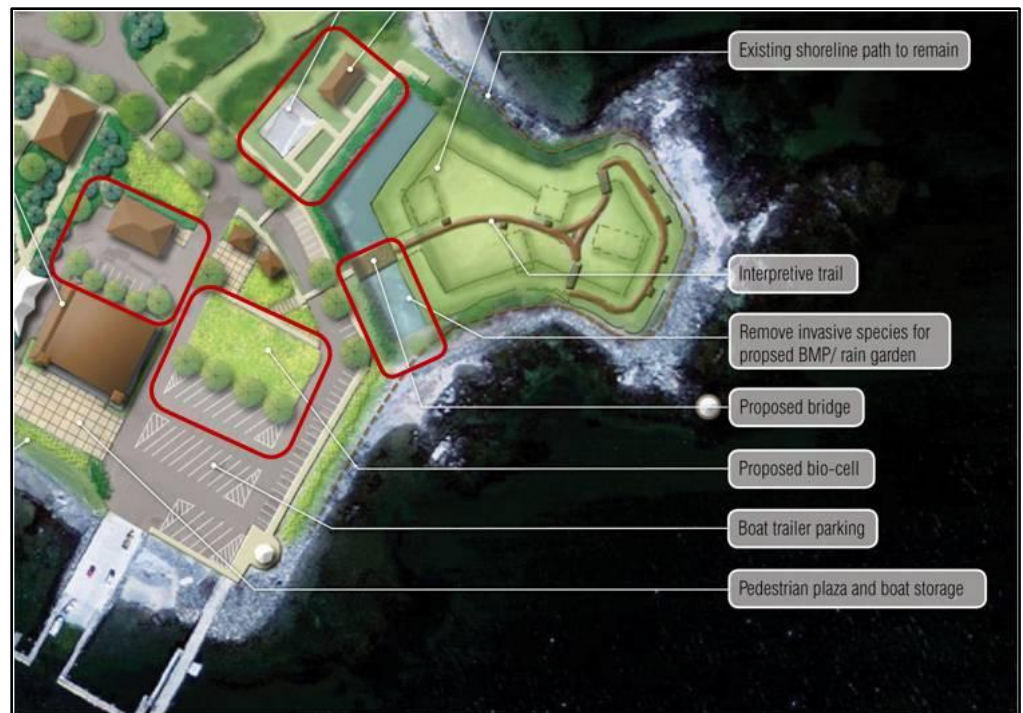 Existing shoreline path to remain
Interpretive trail
Remove invasive species for
propsed BMP/ rain garden
Proposed bridge
Proposed bio-cell
Boat trailer parking
Pedestrian plaza and boat storage